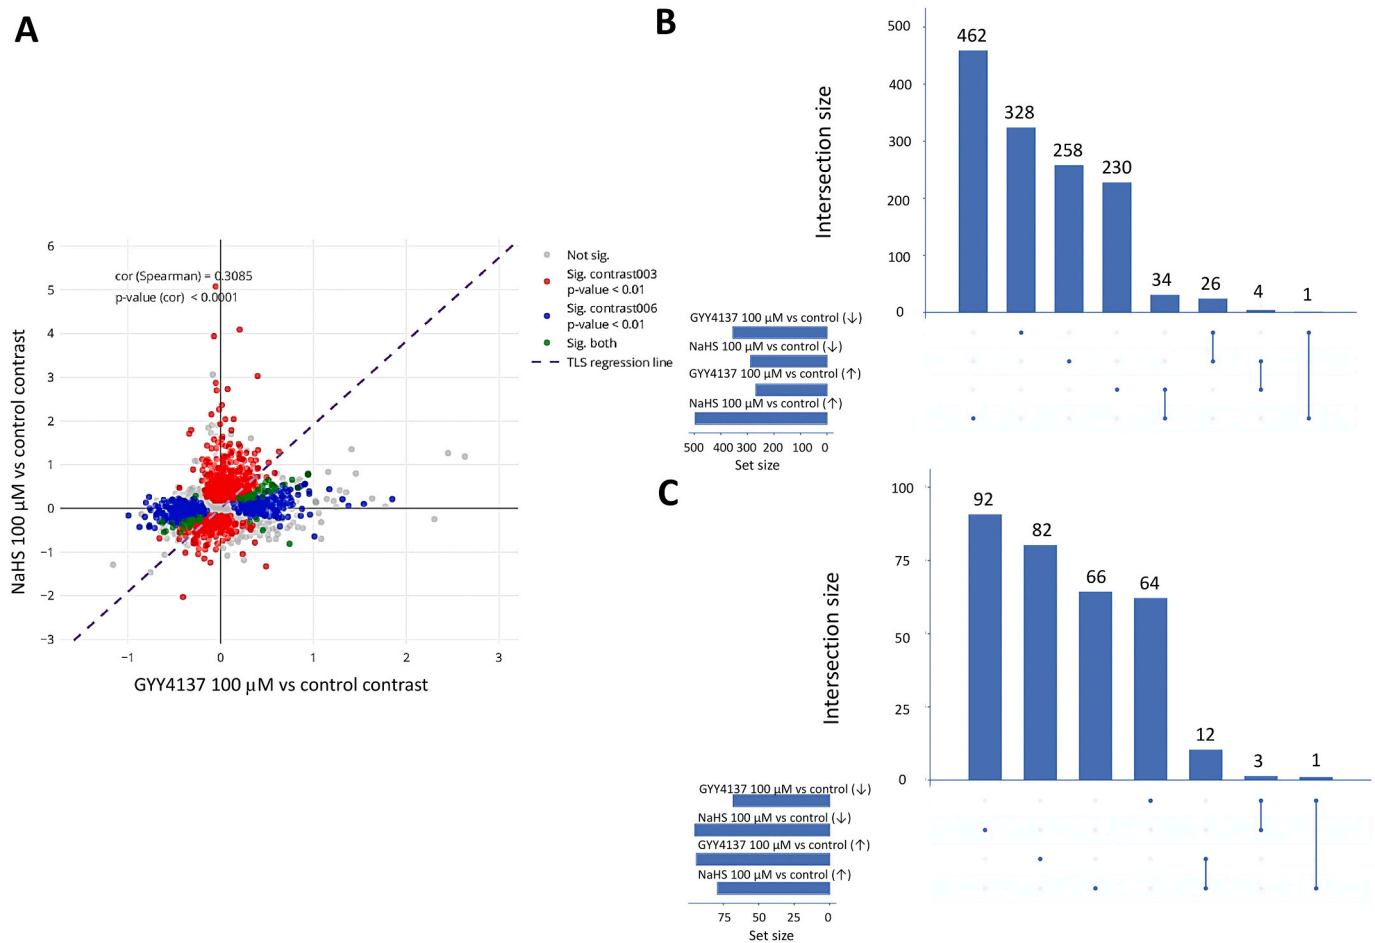 A
6
5
4
3
2
1
0
−1
−2
−3
−1
0
1
2
3
NaHS 100 μM vs control contrast
GYY4137 100 μM vs control contrast
cor (Spearman) = 0.3085
p-value (cor) < 0.0001
Not sig.
Sig. contrast003
p-value < 0.01
Sig. contrast006
p-value < 0.01
Sig. both
TLS regression line
B
Intersection size
500
400
300
200
100
0
462
328
258
230
34
26
4
1
GYY4137 100 μM vs control (↓)
NaHS 100 μM vs control (↓)
GYY4137 100 μM vs control (↑)
NaHS 100 μM vs control (↑)
500 400 300 200 100 0
Set size
C
Intersection size
100
75
50
25
0
92
82
66
64
12
3
1
GYY4137 100 μM vs control (↓)
NaHS 100 μM vs control (↓)
GYY4137 100 μM vs control (↑)
NaHS 100 μM vs control (↑)
75 50 25 0
Set size